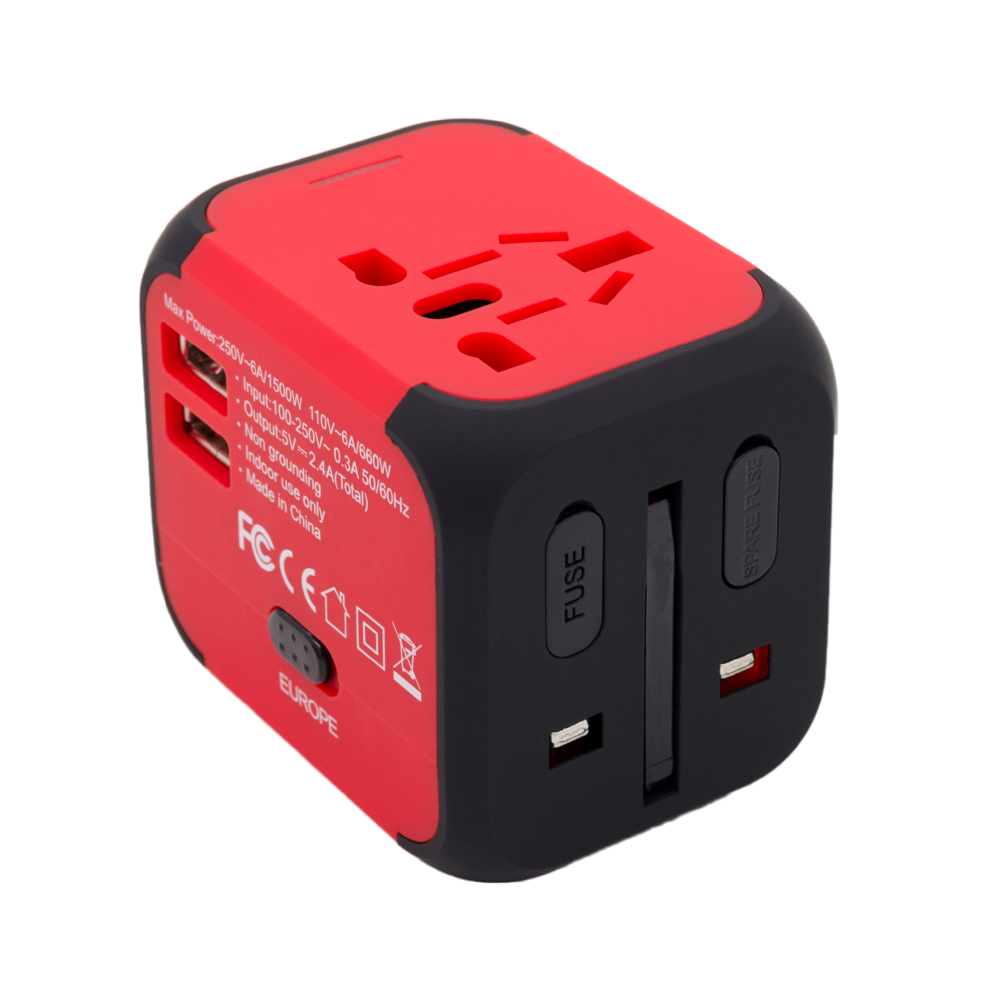 Max Power:250V~6A/1500W 110V~6A/660W
• Input:100-250V~ 0.3A 50/60Hz
• Output:5V⎓2.4A(Total)
• Non grounding
• Indoor use only
• Made in China
FC CE
EUROPE
FUSE
SPARE FUSE